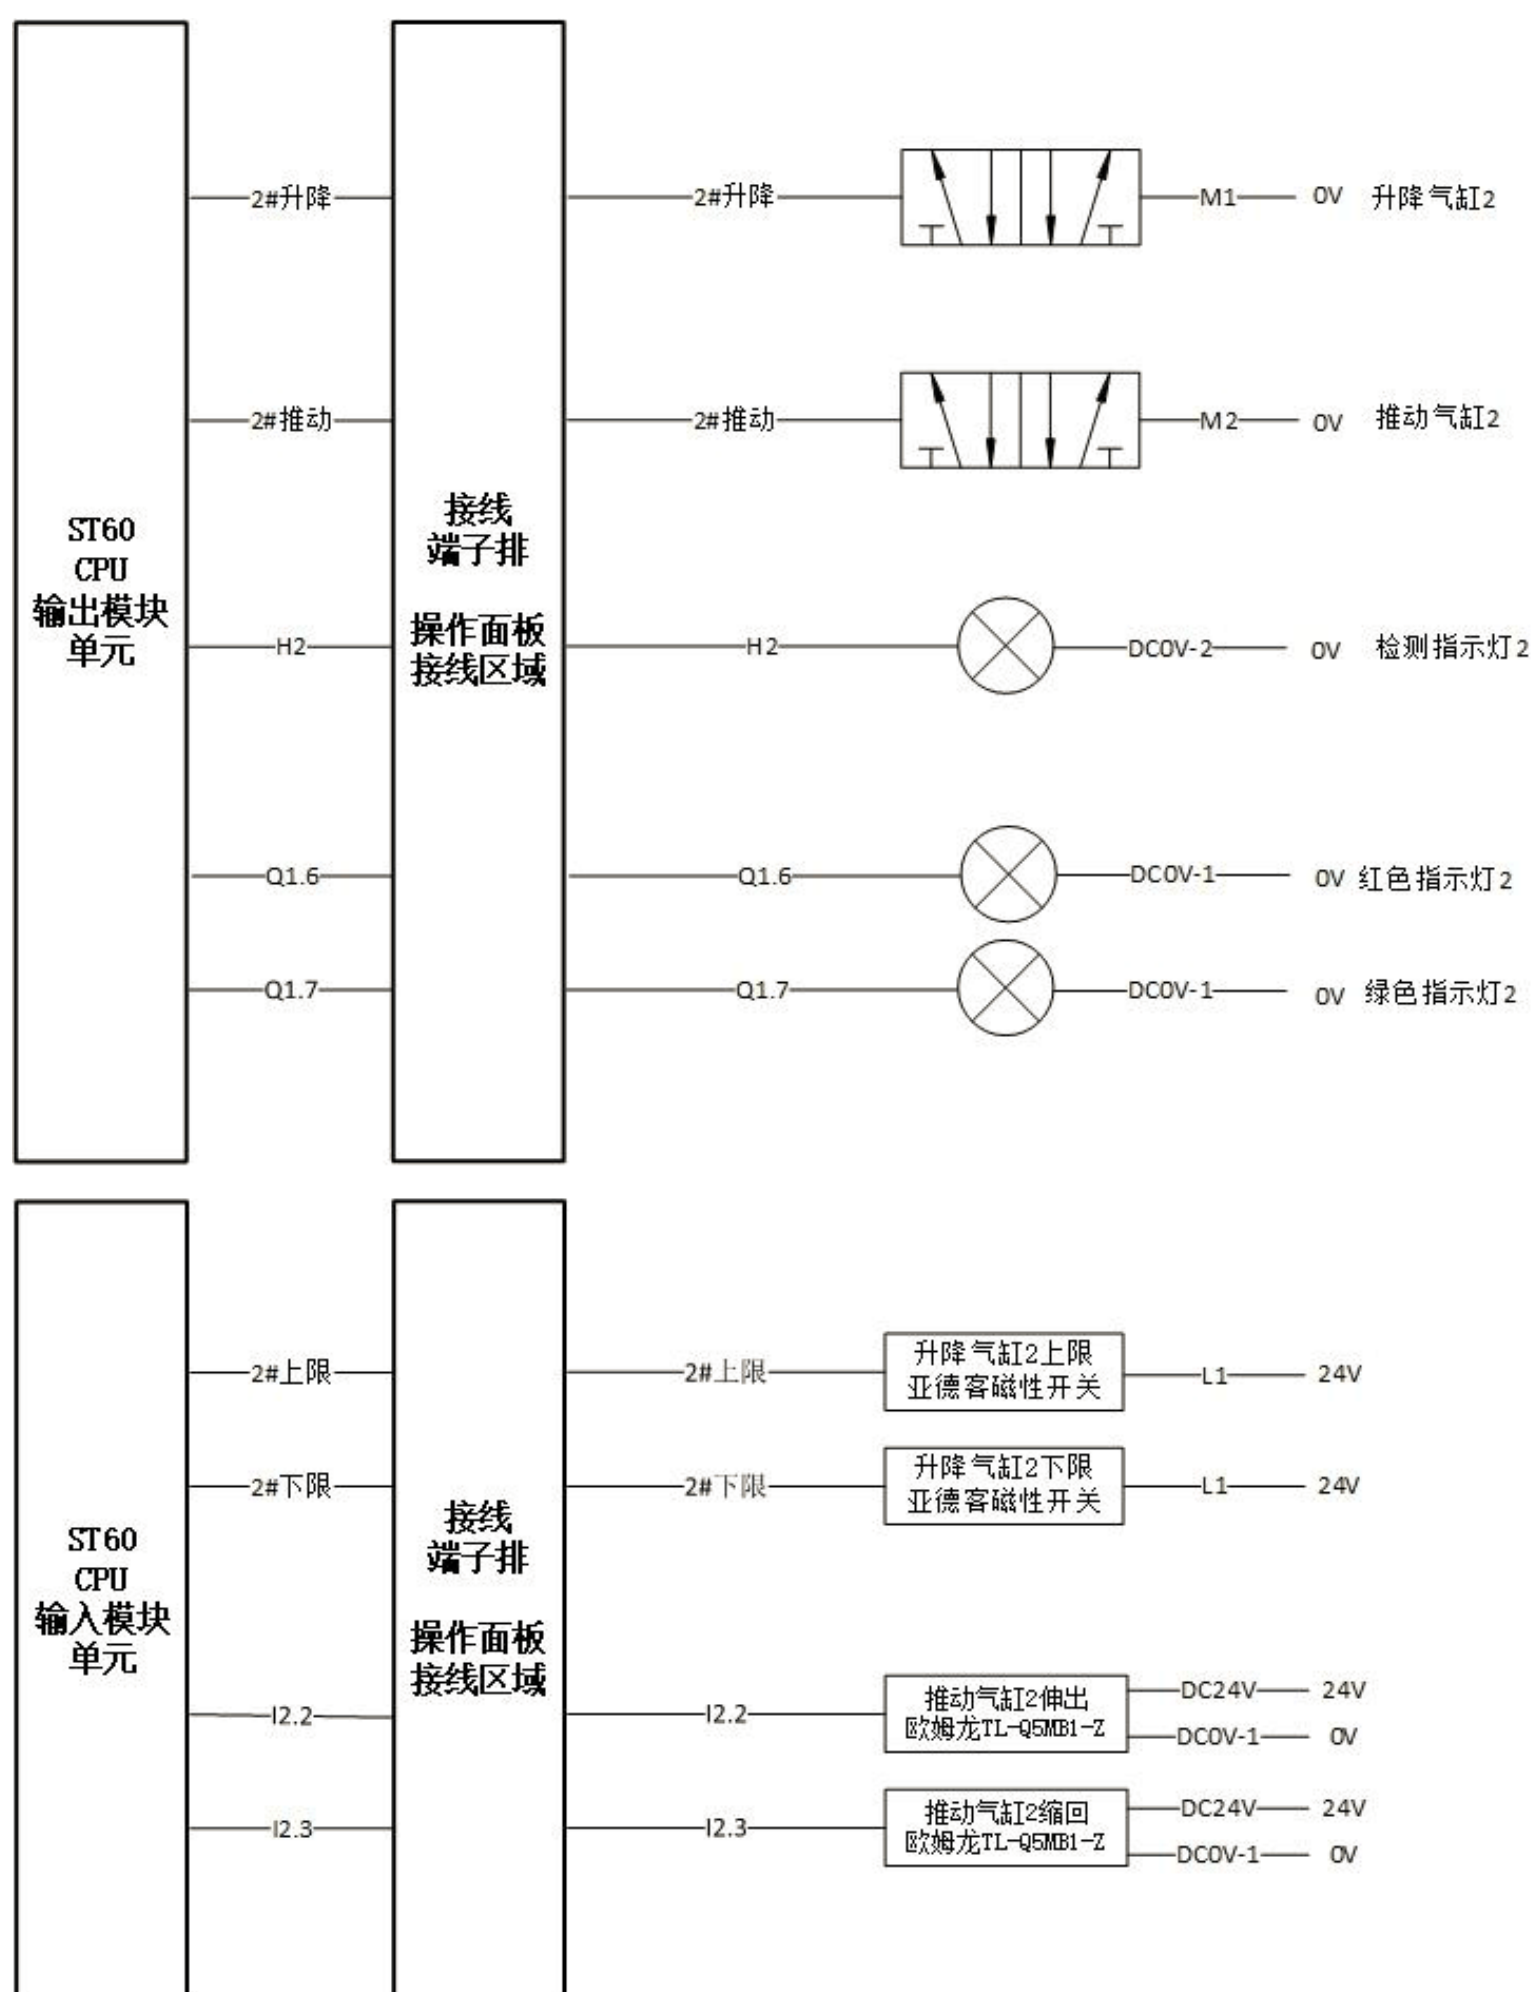 2#升降
2#升降
M1
0V
升降气缸2
2#推动
2#推动
M2
0V
推动气缸2
ST60
CPU
输出模块
单元
接线
端子排
操作面板
接线区域
H2
H2
DC0V-2
0V
检测指示灯2
Q1.6
Q1.6
DC0V-1
0V
红色指示灯2
Q1.7
Q1.7
DC0V-1
0V
绿色指示灯2
2#上限
2#上限
升降气缸2上限
亚德客磁性开关
L1
24V
2#下限
2#下限
升降气缸2下限
亚德客磁性开关
L1
24V
ST60
CPU
输入模块
单元
接线
端子排
操作面板
接线区域
I2.2
I2.2
推动气缸2伸出
欧姆龙TL-Q5MB1-Z
DC24V
24V
DC0V-1
0V
I2.3
I2.3
推动气缸2缩回
欧姆龙TL-Q5MB1-Z
DC24V
24V
DC0V-1
0V